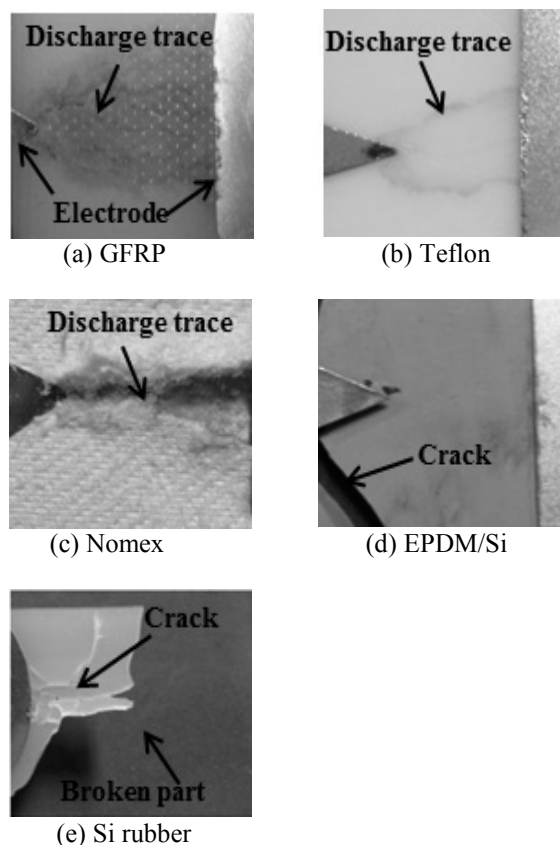 Discharge trace
Electrode
(a) GFRP
Discharge trace
(b) Teflon
Discharge trace
(c) Nomex
Crack
(d) EPDM/Si
Crack
Broken part
(e) Si rubber